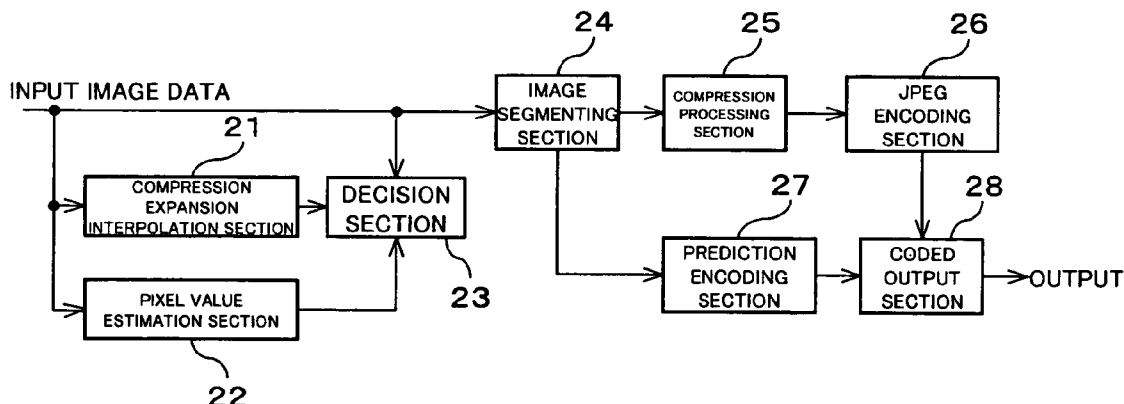 24
25
26
INPUT IMAGE DATA
IMAGE
SEGMENTING
SECTION
COMPRESSION
PROCESSING
SECTION
JPEG
ENCODING
SECTION
21
COMPRESSION
EXPANSION
INTERPOLATION SECTION
DECISION
SECTION
27
28
PREDICTION
ENCODING
SECTION
CODED
OUTPUT
SECTION
OUTPUT
23
PIXEL VALUE
ESTIMATION SECTION
22